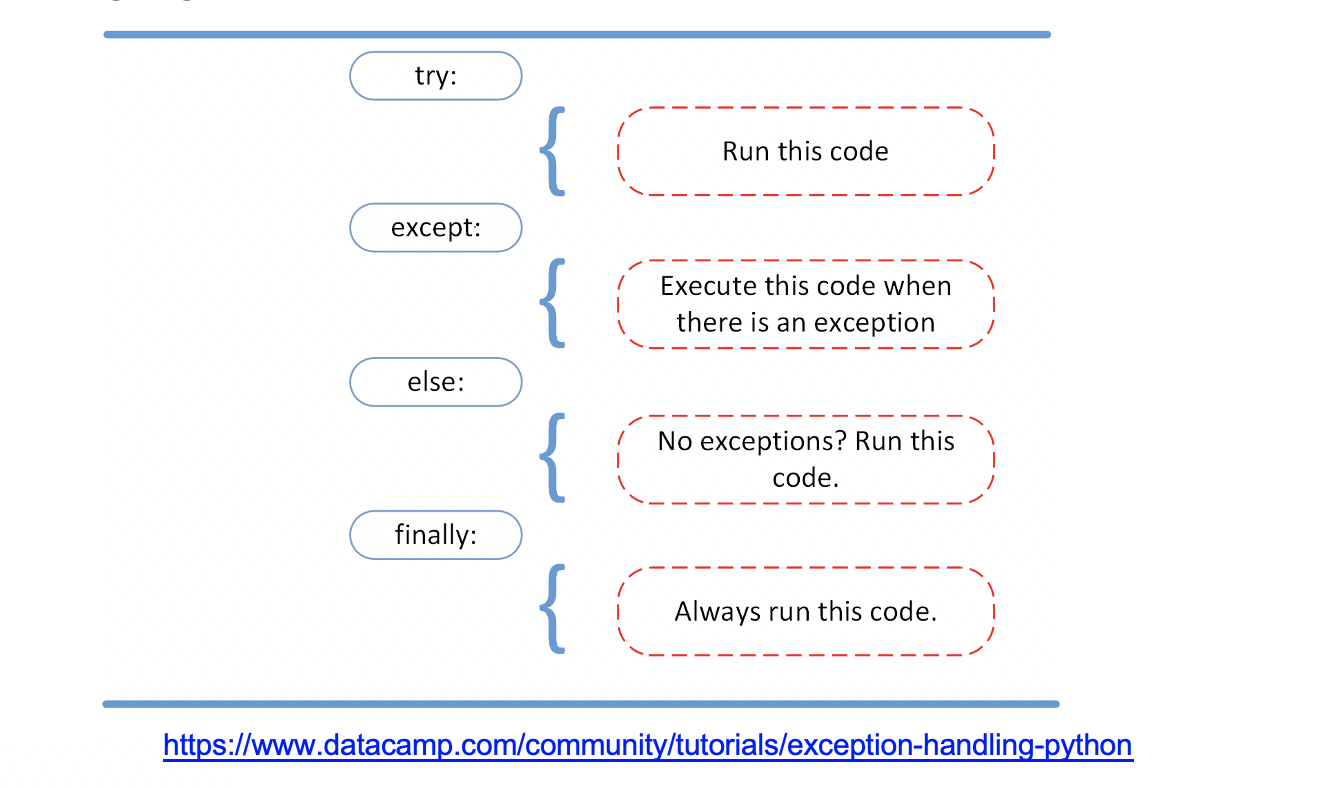 try:
Run this code
except:
Execute this code when
there is an exception
else:
No exceptions? Run this
code.
finally:
Always run this code.
https://www.datacamp.com/community/tutorials/exception-handling-python